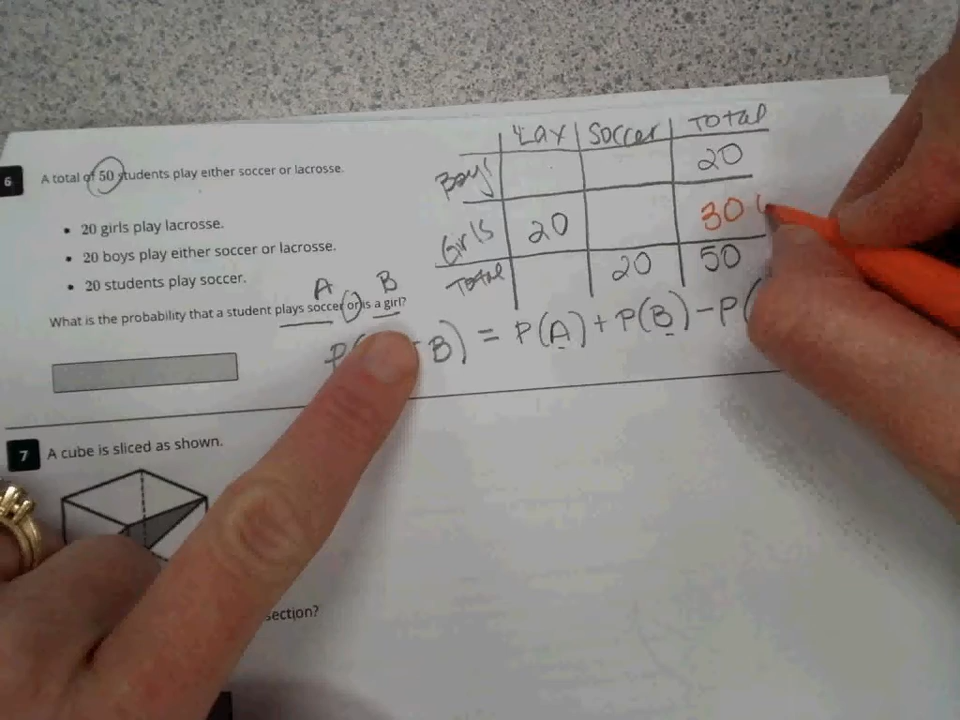 6
A total of 50 students play either soccer or lacrosse.
• 20 girls play lacrosse.
• 20 boys play either soccer or lacrosse.
• 20 students play soccer.
A B
What is the probability that a student plays soccer or is a girl?
Lax Soccer Total
Boys 20
Girls 20 30
Total 20 50
P( B) = P(A) + P(B) - P(
7 A cube is sliced as shown.
section?